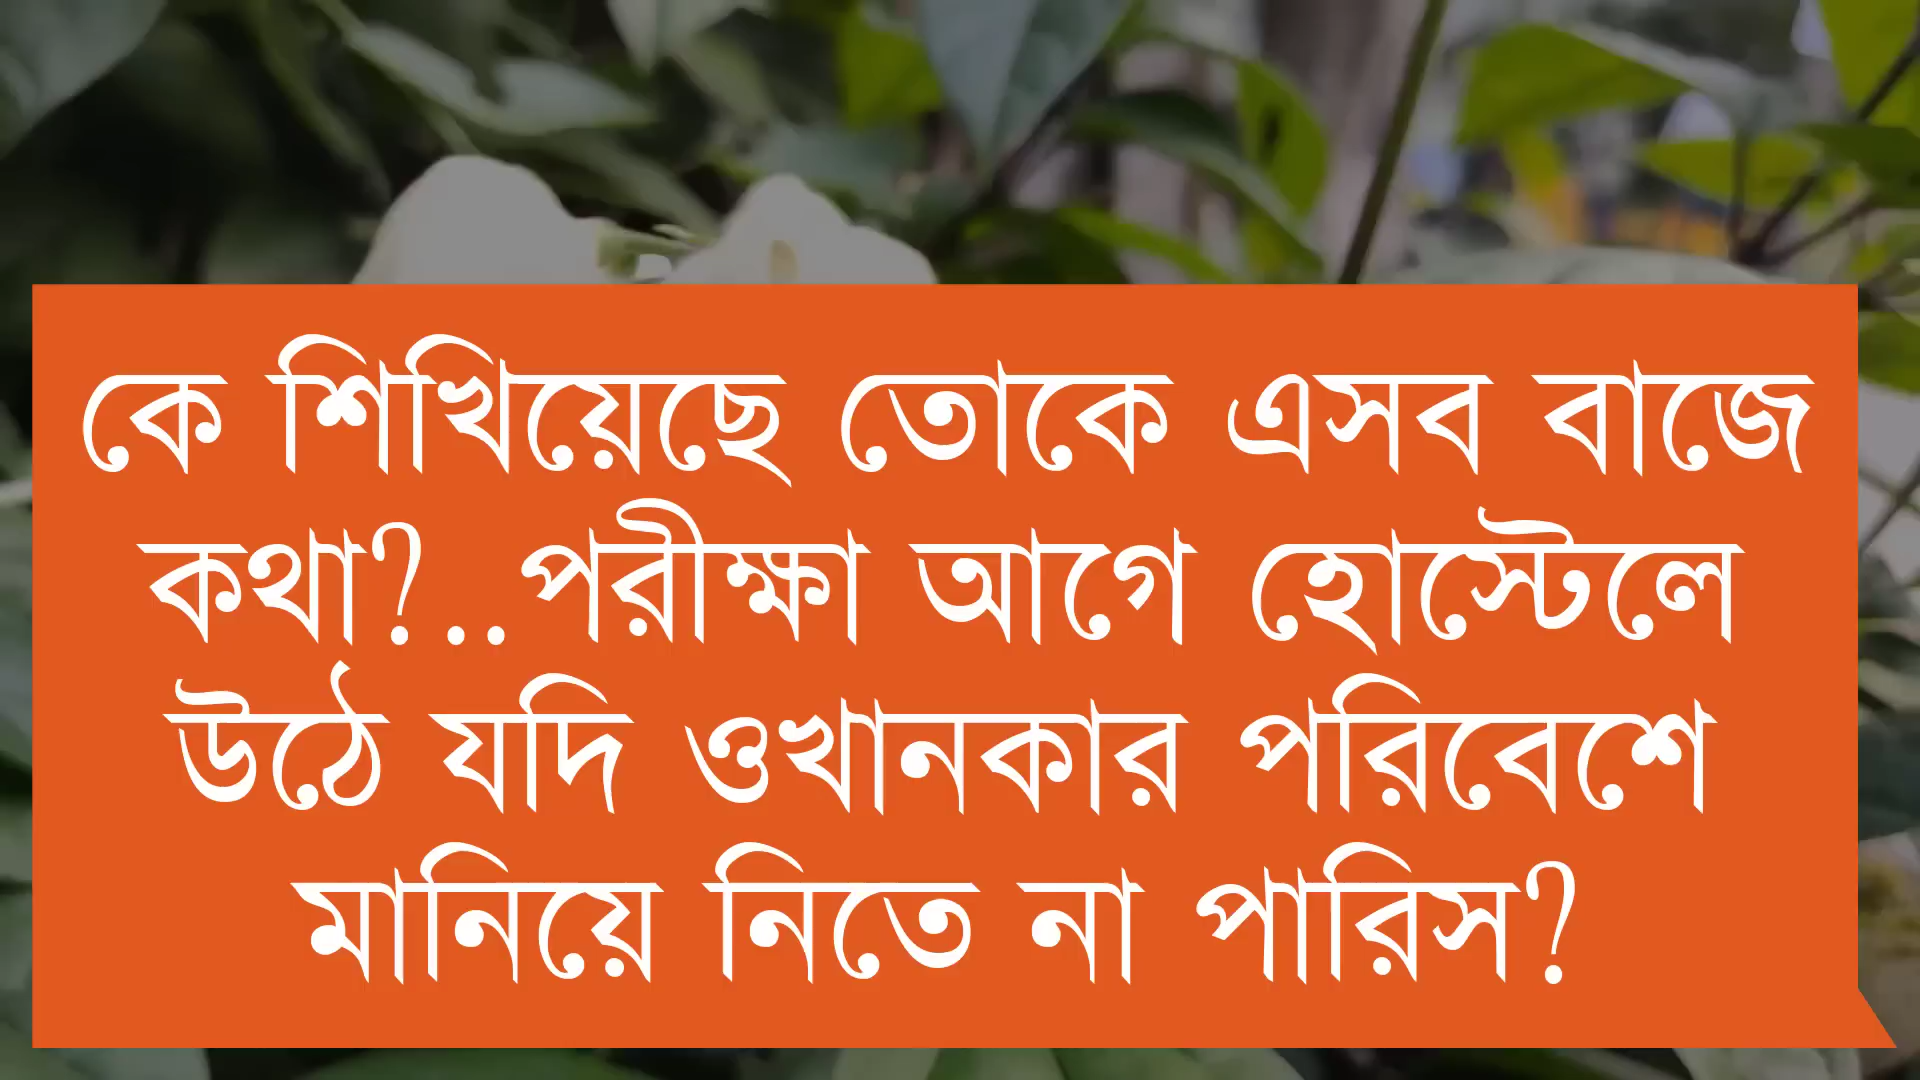 কে শিখিয়েছে তোকে এসব বাজে
কথা?..পরীক্ষা আগে হোস্টেলে
উঠে যদি ওখানকার পরিবেশে
মানিয়ে নিতে না পারিস?